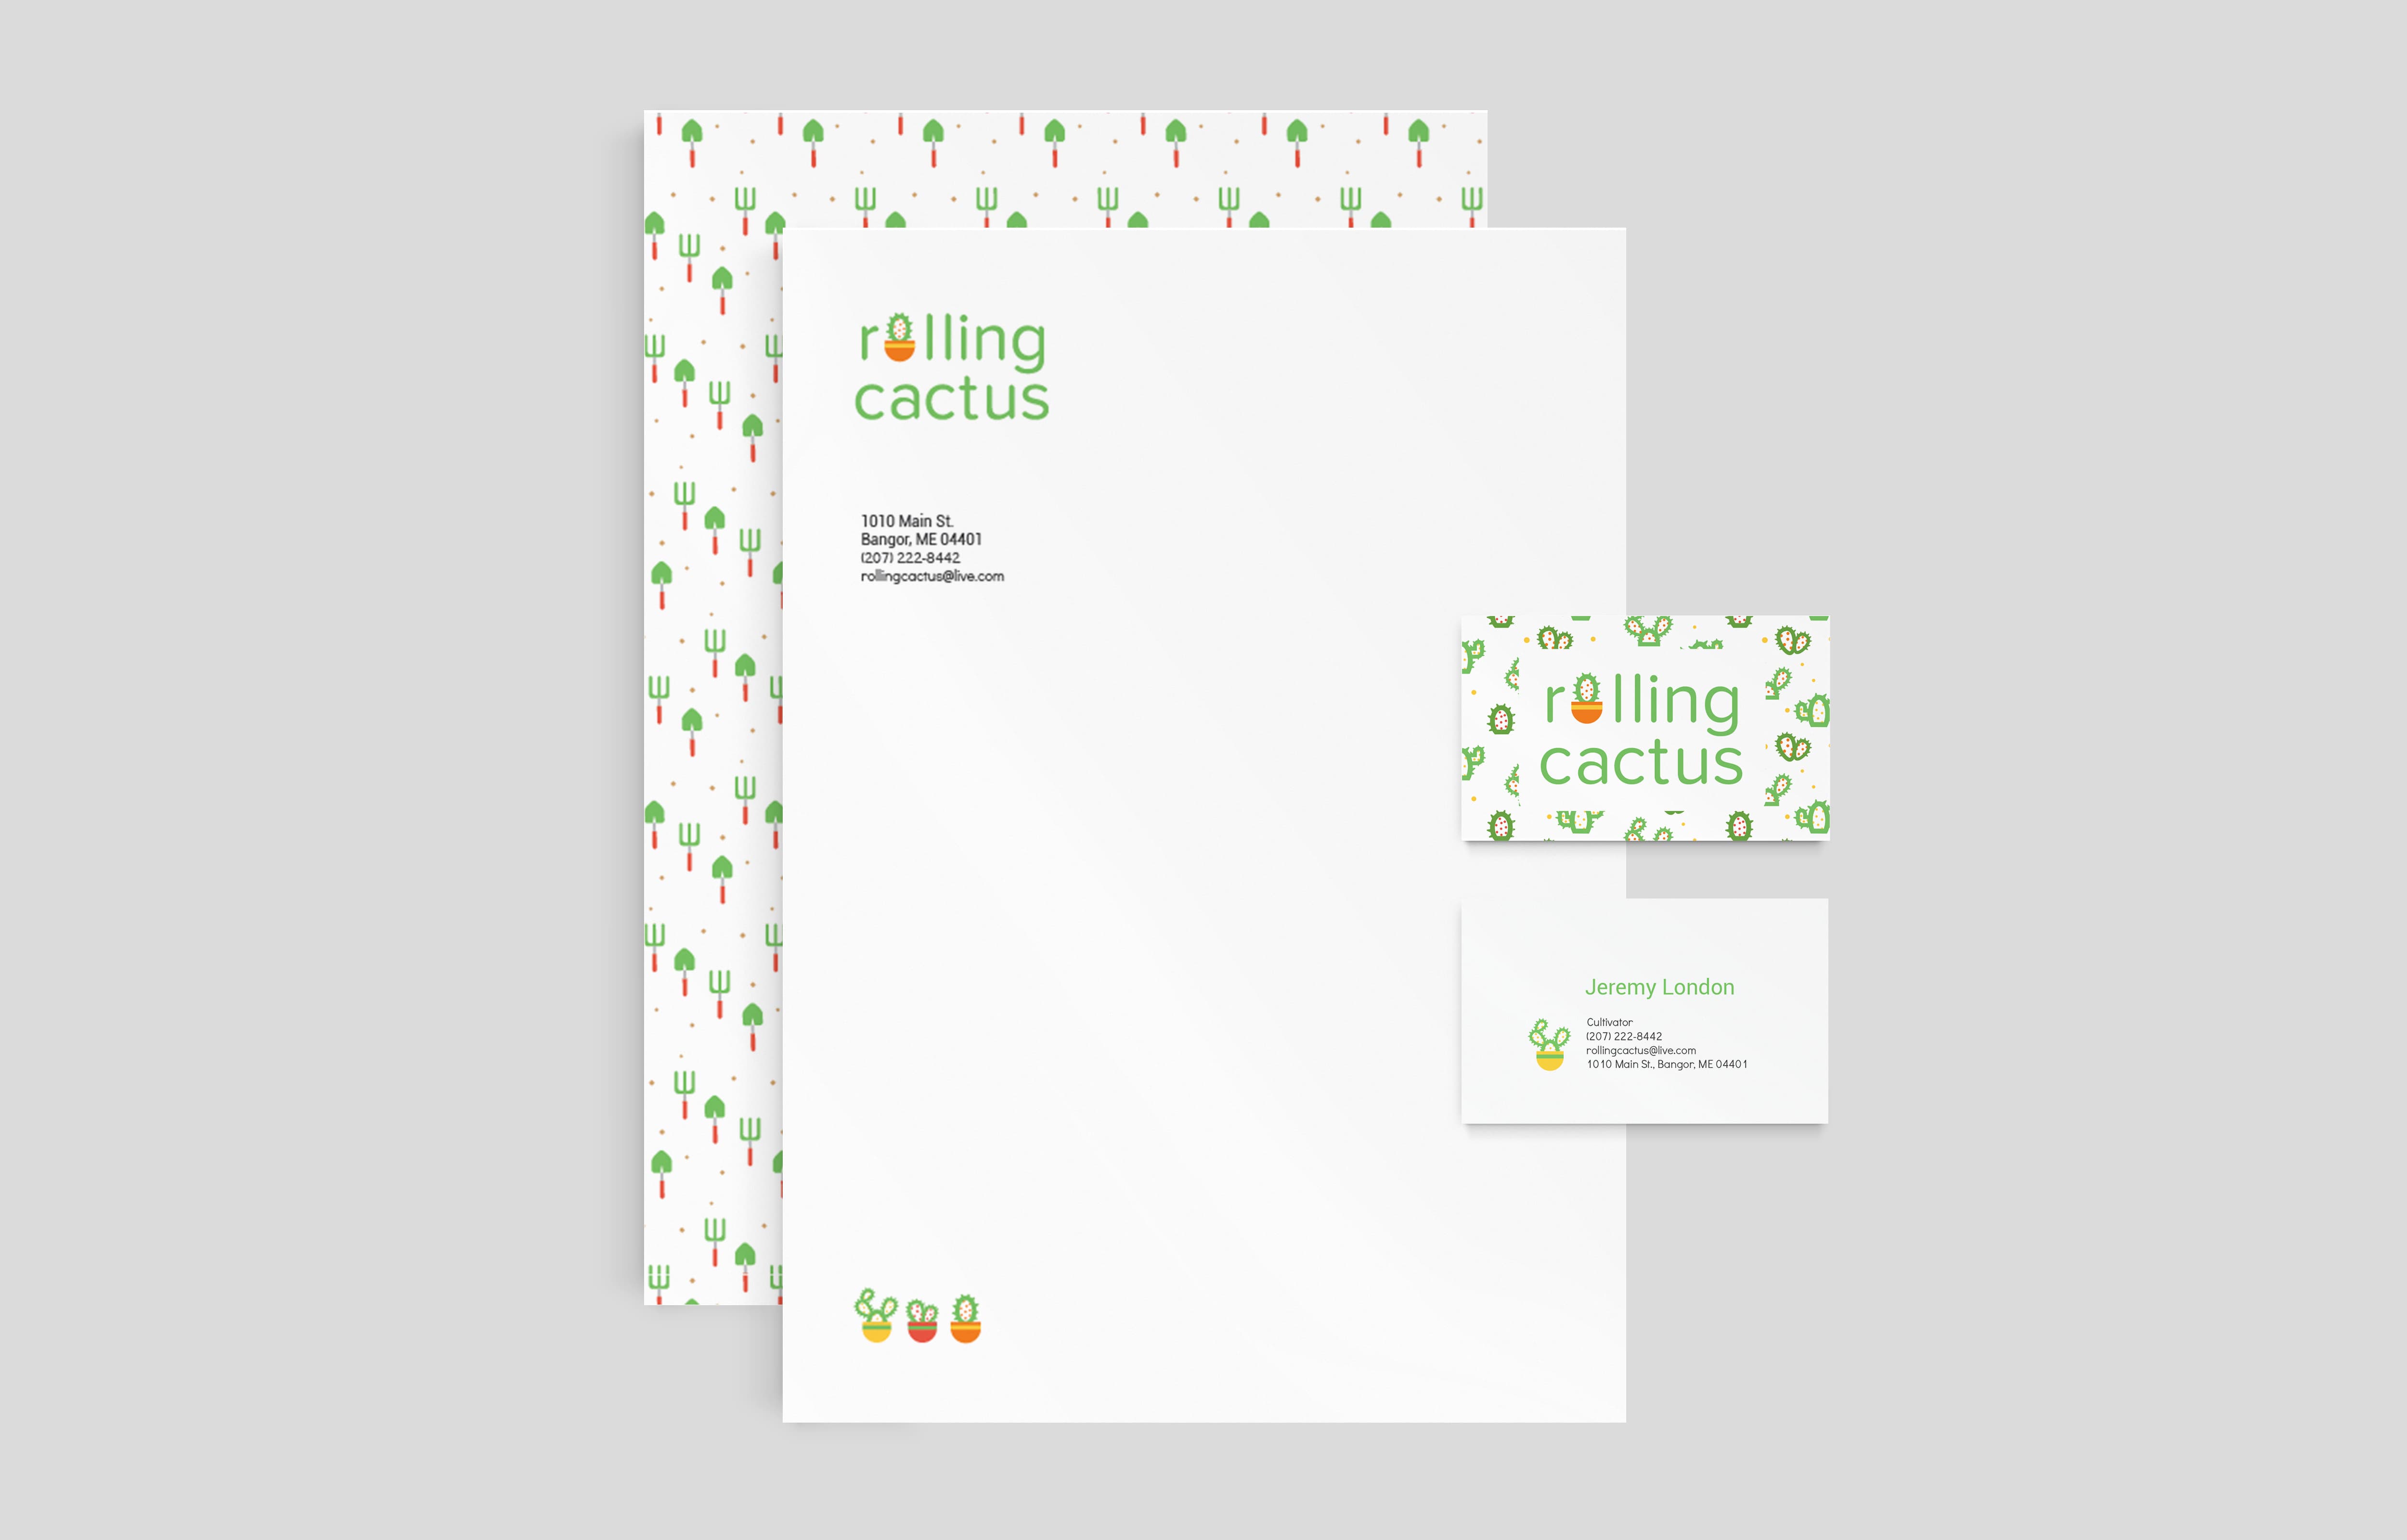 rolling
cactus
1010 Main St.
Bangor, ME 04401
(207) 222-8442
rollingcactus@live.com
rolling
cactus
Jeremy London
Cultivator
(207) 222-8442
rollingcactus@live.com
1010 Main St., Bangor, ME 04401